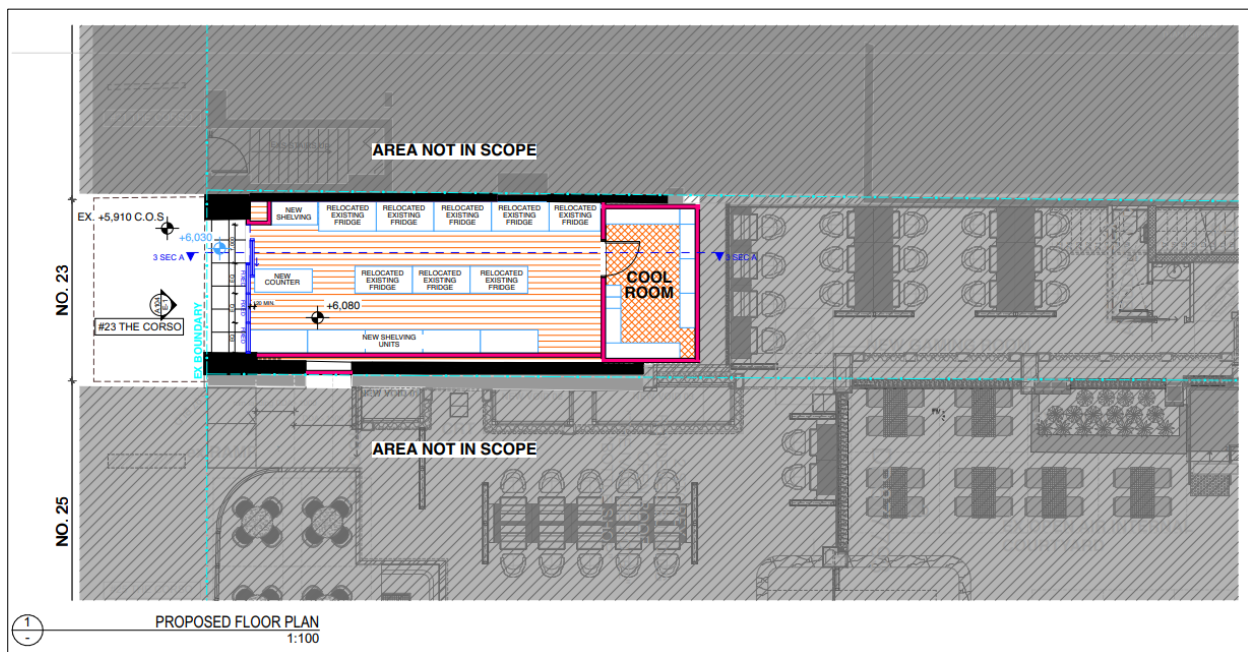 AREA NOT IN SCOPE
NO. 23
EX. +5,910 C.O.S
+6,030
3 SEC A
#23 THE CORSO
EX BOUNDARY
NEW
SHELVING
RELOCATED
EXISTING
FRIDGE
RELOCATED
EXISTING
FRIDGE
RELOCATED
EXISTING
FRIDGE
RELOCATED
EXISTING
FRIDGE
RELOCATED
EXISTING
FRIDGE
3 SEC A
COOL
ROOM
NEW
COUNTER
RELOCATED
EXISTING
FRIDGE
RELOCATED
EXISTING
FRIDGE
RELOCATED
EXISTING
FRIDGE
+6,080
NEW SHELVING
UNITS
AREA NOT IN SCOPE
NO. 25
1
-
PROPOSED FLOOR PLAN
1:100